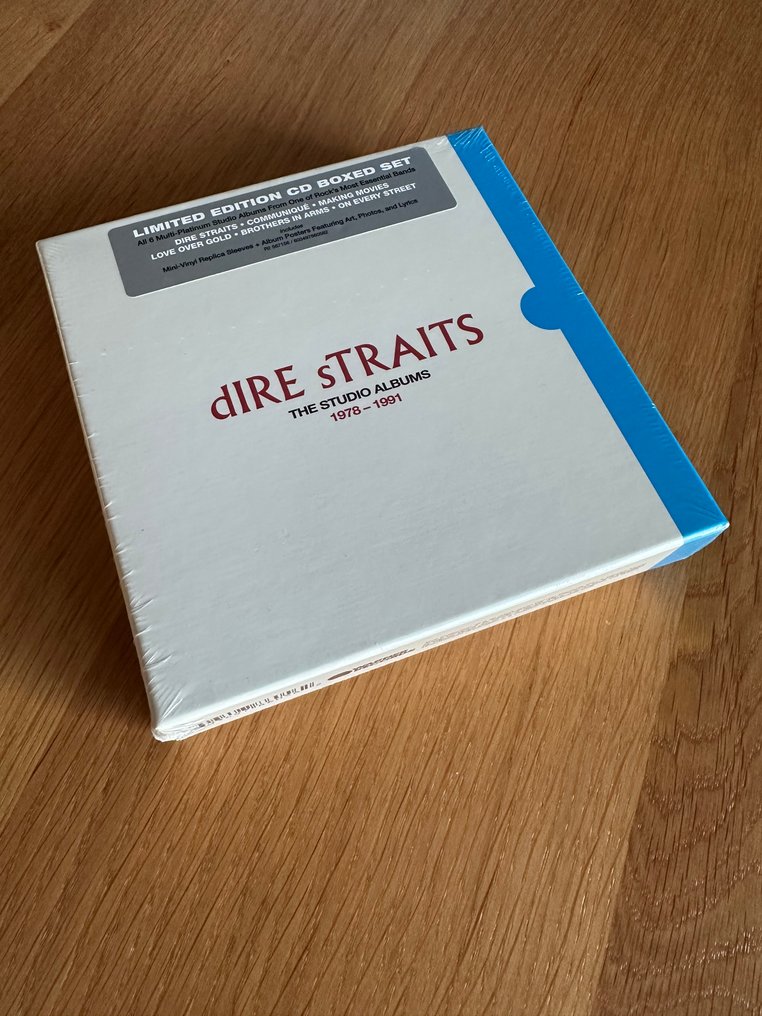 LIMITED EDITION CD BOXED SET
All 6 Multi-Platinum Studio Albums From One of Rock's Most Essential Bands
DIRE STRAITS • COMMUNIQUÉ • MAKING MOVIES
LOVE OVER GOLD • BROTHERS IN ARMS • ON EVERY STREET
Includes
Mini-Vinyl Replica Sleeves + Album Posters Featuring Art, Photos, and Lyrics
dIRE sTRAITS
THE STUDIO ALBUMS
1978 – 1991